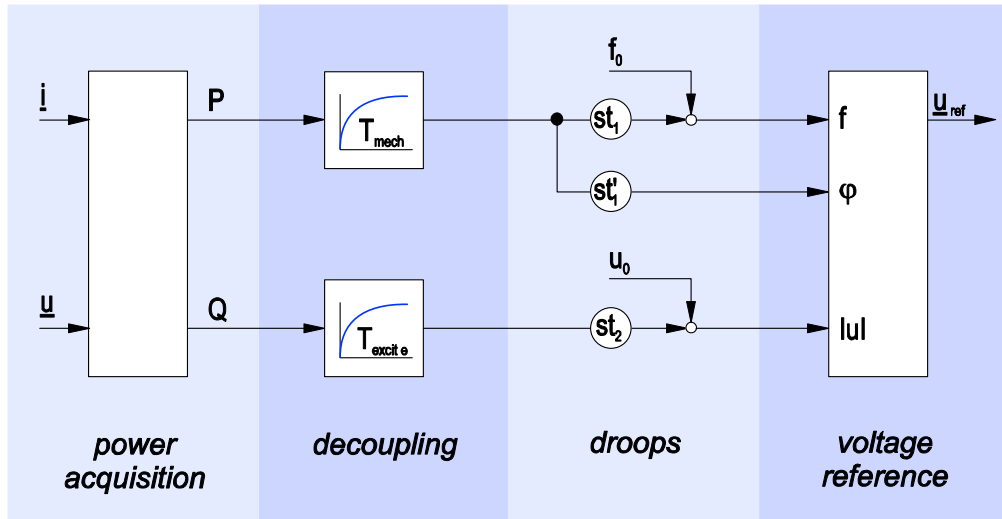 i
u
P
Q
T mech
T excit e
f₀
st₁
st'₁
u₀
st₂
f
φ
|u|
u ref
power
acquisition
decoupling
droops
voltage
reference